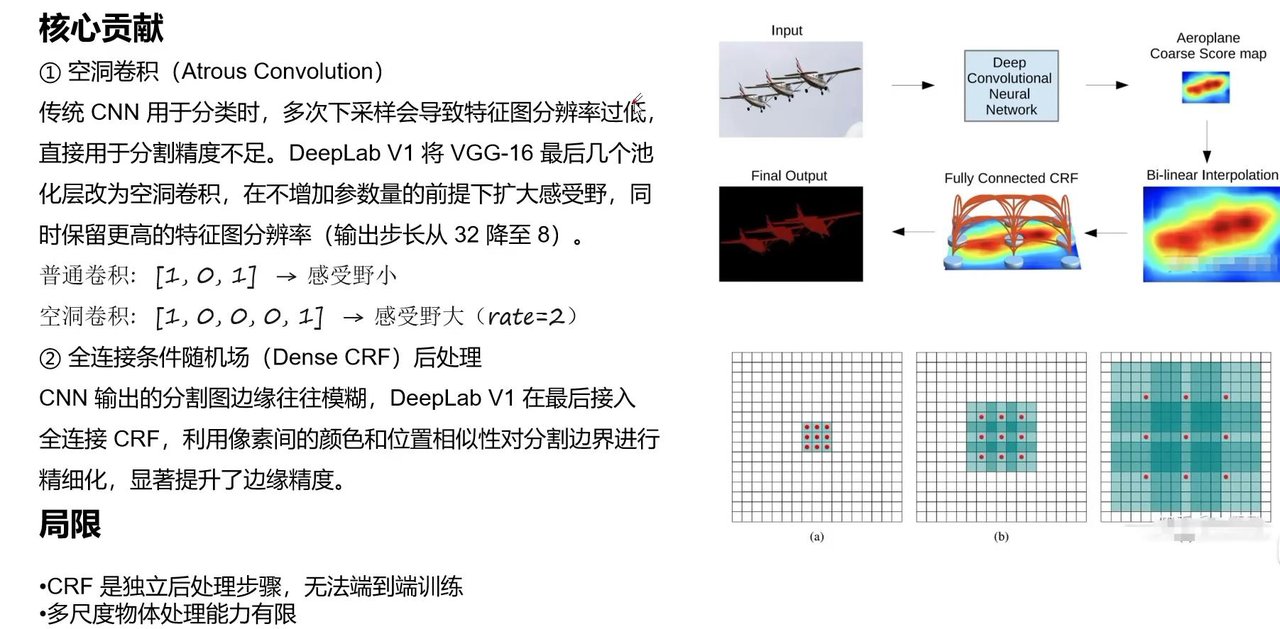 核心贡献
① 空洞卷积（Atrous Convolution）
传统 CNN 用于分类时，多次下采样会导致特征图分辨率过低，
直接用于分割精度不足。DeepLab V1 将 VGG-16 最后几个池
化层改为空洞卷积，在不增加参数量的前提下扩大感受野，同
时保留更高的特征图分辨率（输出步长从 32 降至 8）。
普通卷积: [1, 0, 1] → 感受野小
空洞卷积: [1, 0, 0, 0, 1] → 感受野大（rate=2）
② 全连接条件随机场（Dense CRF）后处理
CNN 输出的分割图边缘往往模糊，DeepLab V1 在最后接入
全连接 CRF，利用像素间的颜色和位置相似性对分割边界进行
精细化，显著提升了边缘精度。
局限
•CRF 是独立后处理步骤，无法端到端训练
•多尺度物体处理能力有限
Input
Deep
Convolutional
Neural
Network
Aeroplane
Coarse Score map
Final Output
Fully Connected CRF
Bi-linear Interpolation
(a)
(b)